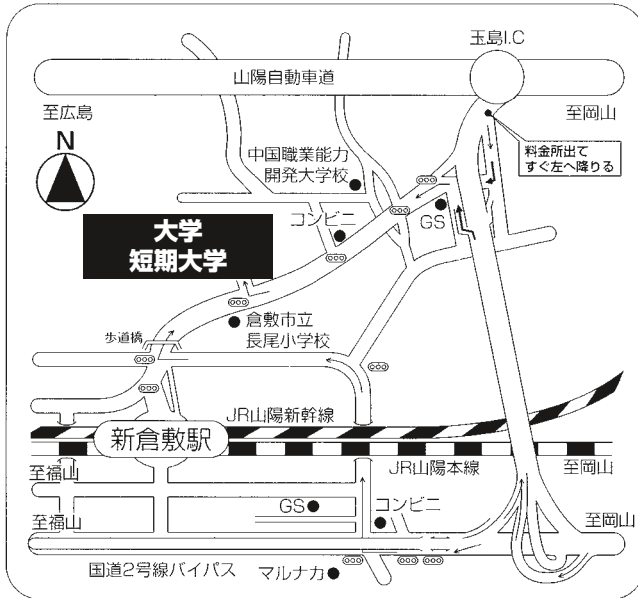 玉島I.C
山陽自動車道
至広島
至岡山
N
料金所出て
すぐ左へ降りる
中国職業能力
開発大学校
コンビニ
GS
大学
短期大学
倉敷市立
長尾小学校
歩道橋
JR山陽新幹線
新倉敷駅
JR山陽本線
至福山
至岡山
GS
コンビニ
至福山
至岡山
国道2号線バイパス
マルナカ